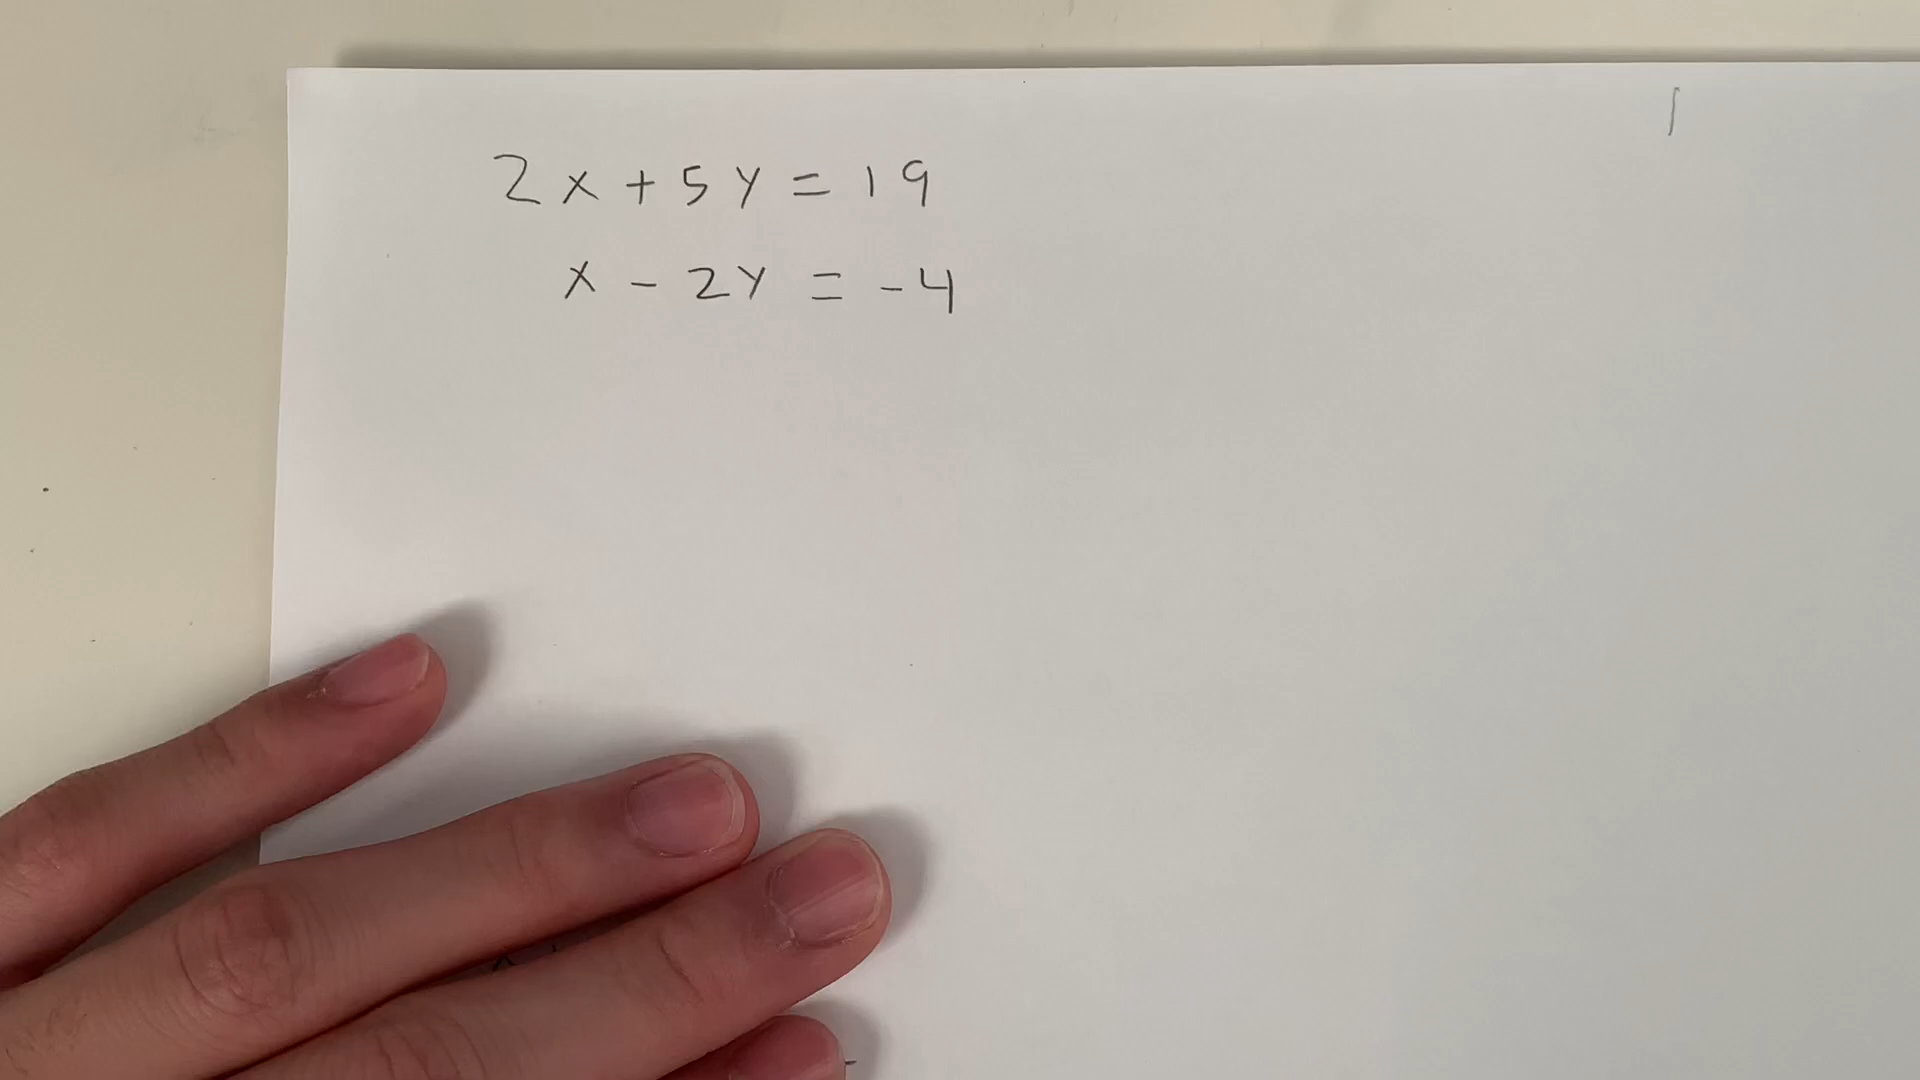 2x + 5y = 19
x - 2y = -4